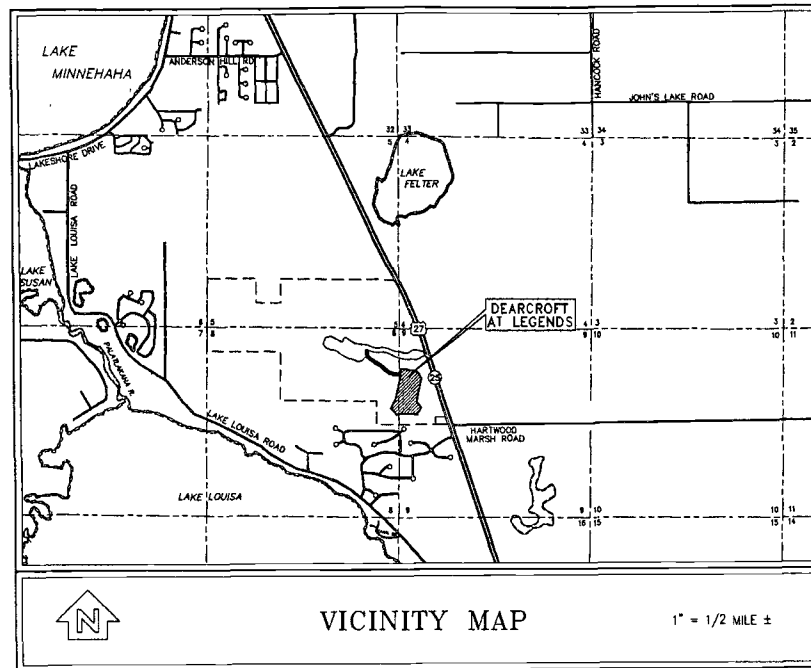 LAKE
MINNEHAHA
ANDERSON HILL RD
HANCOCK ROAD
JOHN'S LAKE ROAD
32 33
5 4
33 34
4 3
34 35
3 2
LAKESHORE DRIVE
LAKE
FELTER
LAKE LOUISA ROAD
LAKE
SUSAN
DEARCROFT
AT LEGENDS
6 5
7 8
5 4
8 9
27
4 3
9 10
3 2
10 11
25
PALATLAKAHA R.
LAKE LOUISA ROAD
HARTWOOD
MARSH ROAD
LAKE LOUISA
8 9
9 10
16 15
10 11
15 14
N
VICINITY MAP
1" = 1/2 MILE ±